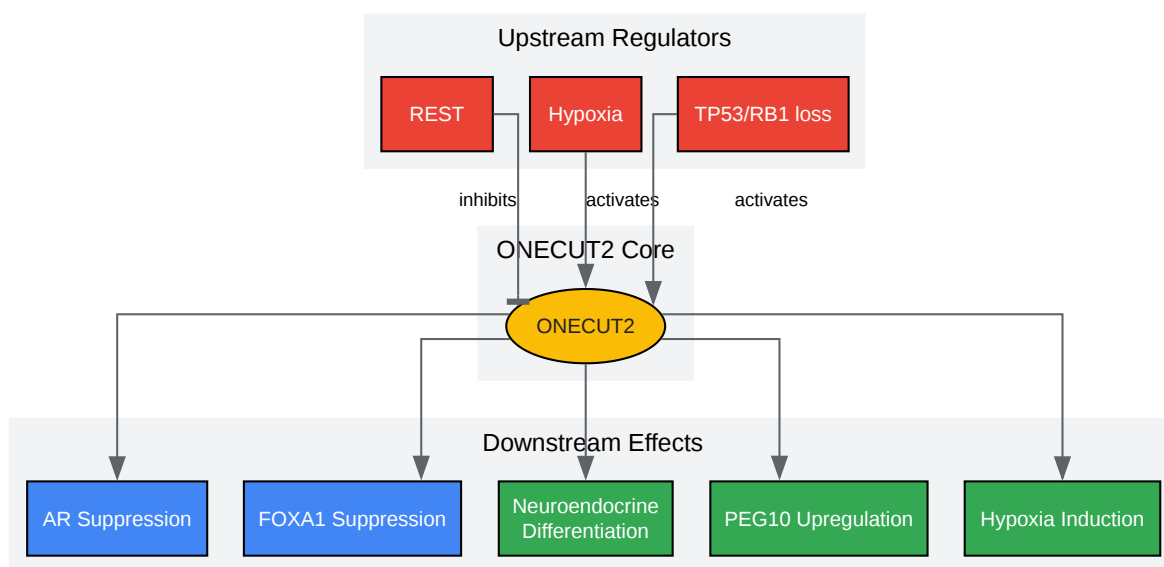 Upstream Regulators
REST
Hypoxia
TP53/RB1 loss
inhibits
activates
activates
ONECUT2 Core
ONECUT2
Downstream Effects
AR Suppression
FOXA1 Suppression
Neuroendocrine
Differentiation
PEG10 Upregulation
Hypoxia Induction